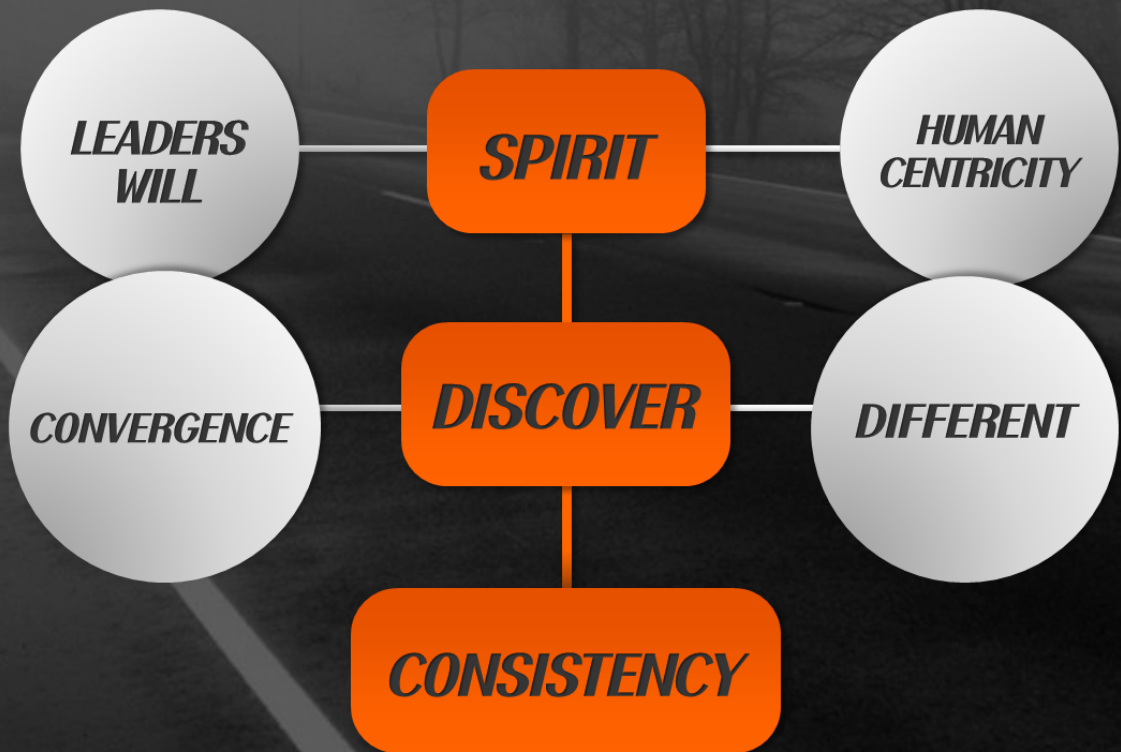 LEADERS
WILL
SPIRIT
HUMAN
CENTRICITY
CONVERGENCE
DISCOVER
DIFFERENT
CONSISTENCY